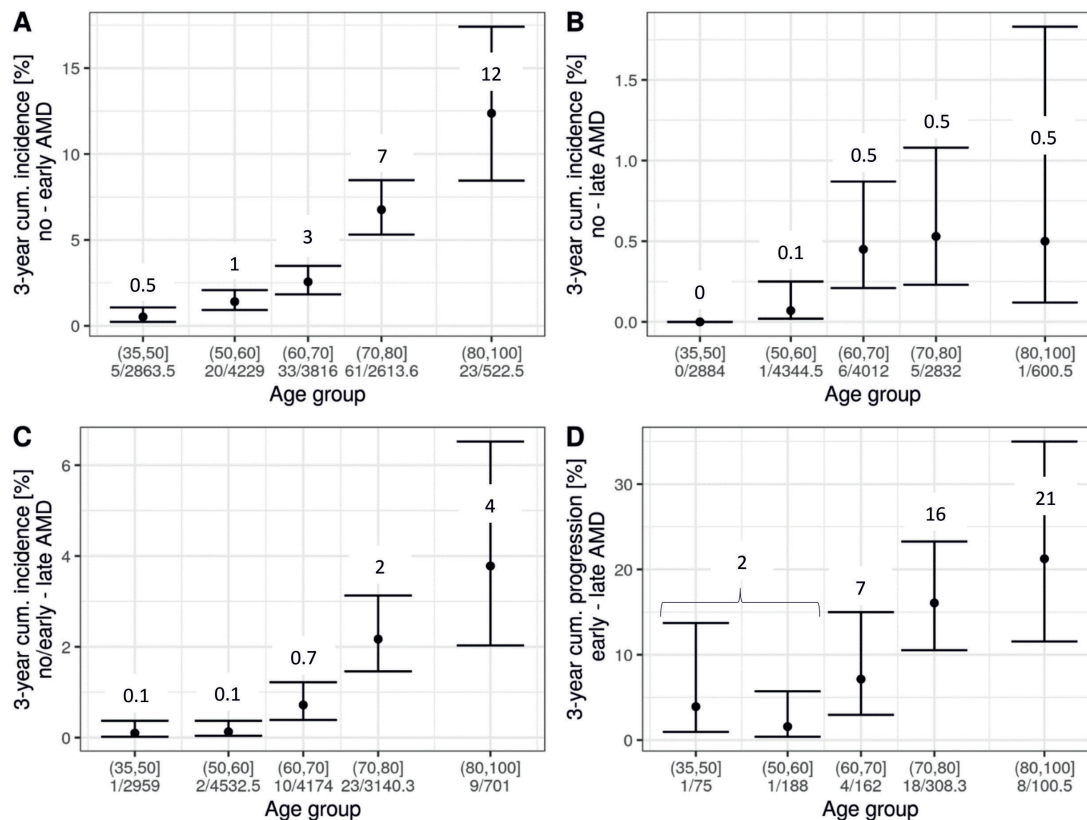 A
3-year cum. incidence [%]
no - early AMD
15
10
5
0
0.5
1
3
7
12
(35,50] (50,60] (60,70] (70,80] (80,100]
5/2863.5 20/4229 33/3816 61/2613.6 23/522.5
Age group
B
3-year cum. incidence [%]
no - late AMD
1.5
1.0
0.5
0.0
0
0.1
0.5
0.5
0.5
(35,50] (50,60] (60,70] (70,80] (80,100]
0/2884 1/4344.5 6/4012 5/2832 1/600.5
Age group
C
3-year cum. incidence [%]
no/early - late AMD
6
4
2
0
0.1
0.1
0.7
2
4
(35,50] (50,60] (60,70] (70,80] (80,100]
1/2959 2/4532.5 10/4174 23/3140.3 9/701
Age group
D
3-year cum. progression [%]
early - late AMD
30
20
10
0
2
7
16
21
(35,50] (50,60] (60,70] (70,80] (80,100]
1/75 1/188 4/162 18/308.3 8/100.5
Age group